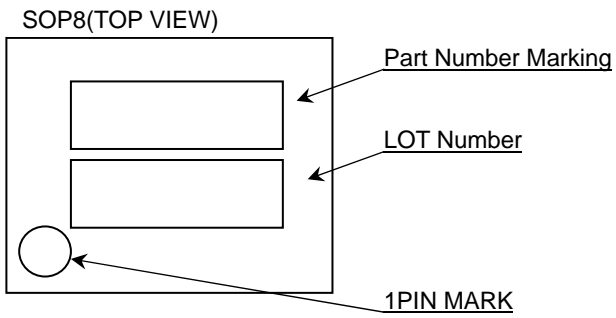 SOP8(TOP VIEW)
Part Number Marking
LOT Number
1PIN MARK